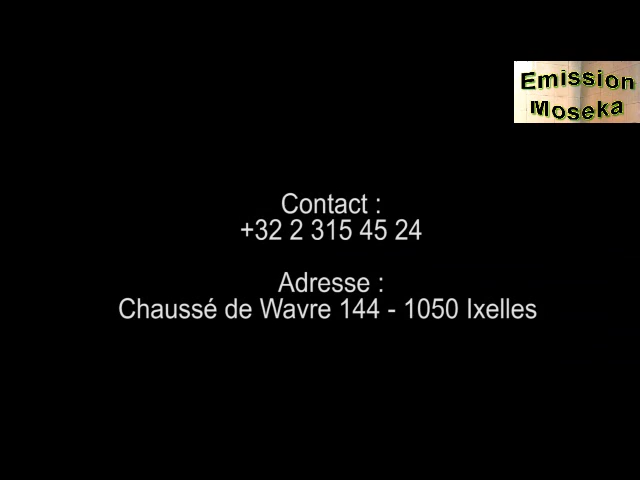 Emission
Moseka
Contact :
+32 2 315 45 24
Adresse :
Chaussé de Wavre 144 - 1050 Ixelles